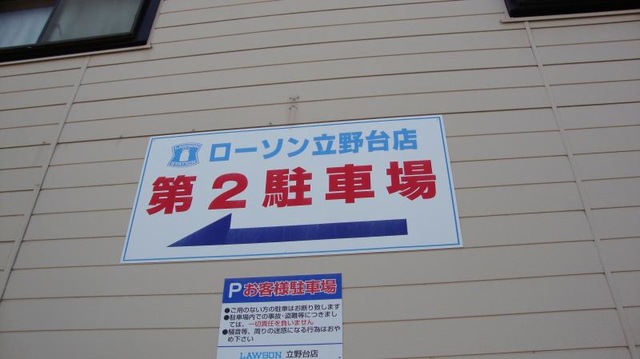 ローソン立野台店
第2駐車場
P お客様駐車場
●ご用のない方の駐車はお断り致します
●駐車場内での事故・盗難等につきまし
ては、一切責任を負いません
●騒音等、周りの迷惑になる行為はおや
め下さい
LAWSON 立野台店